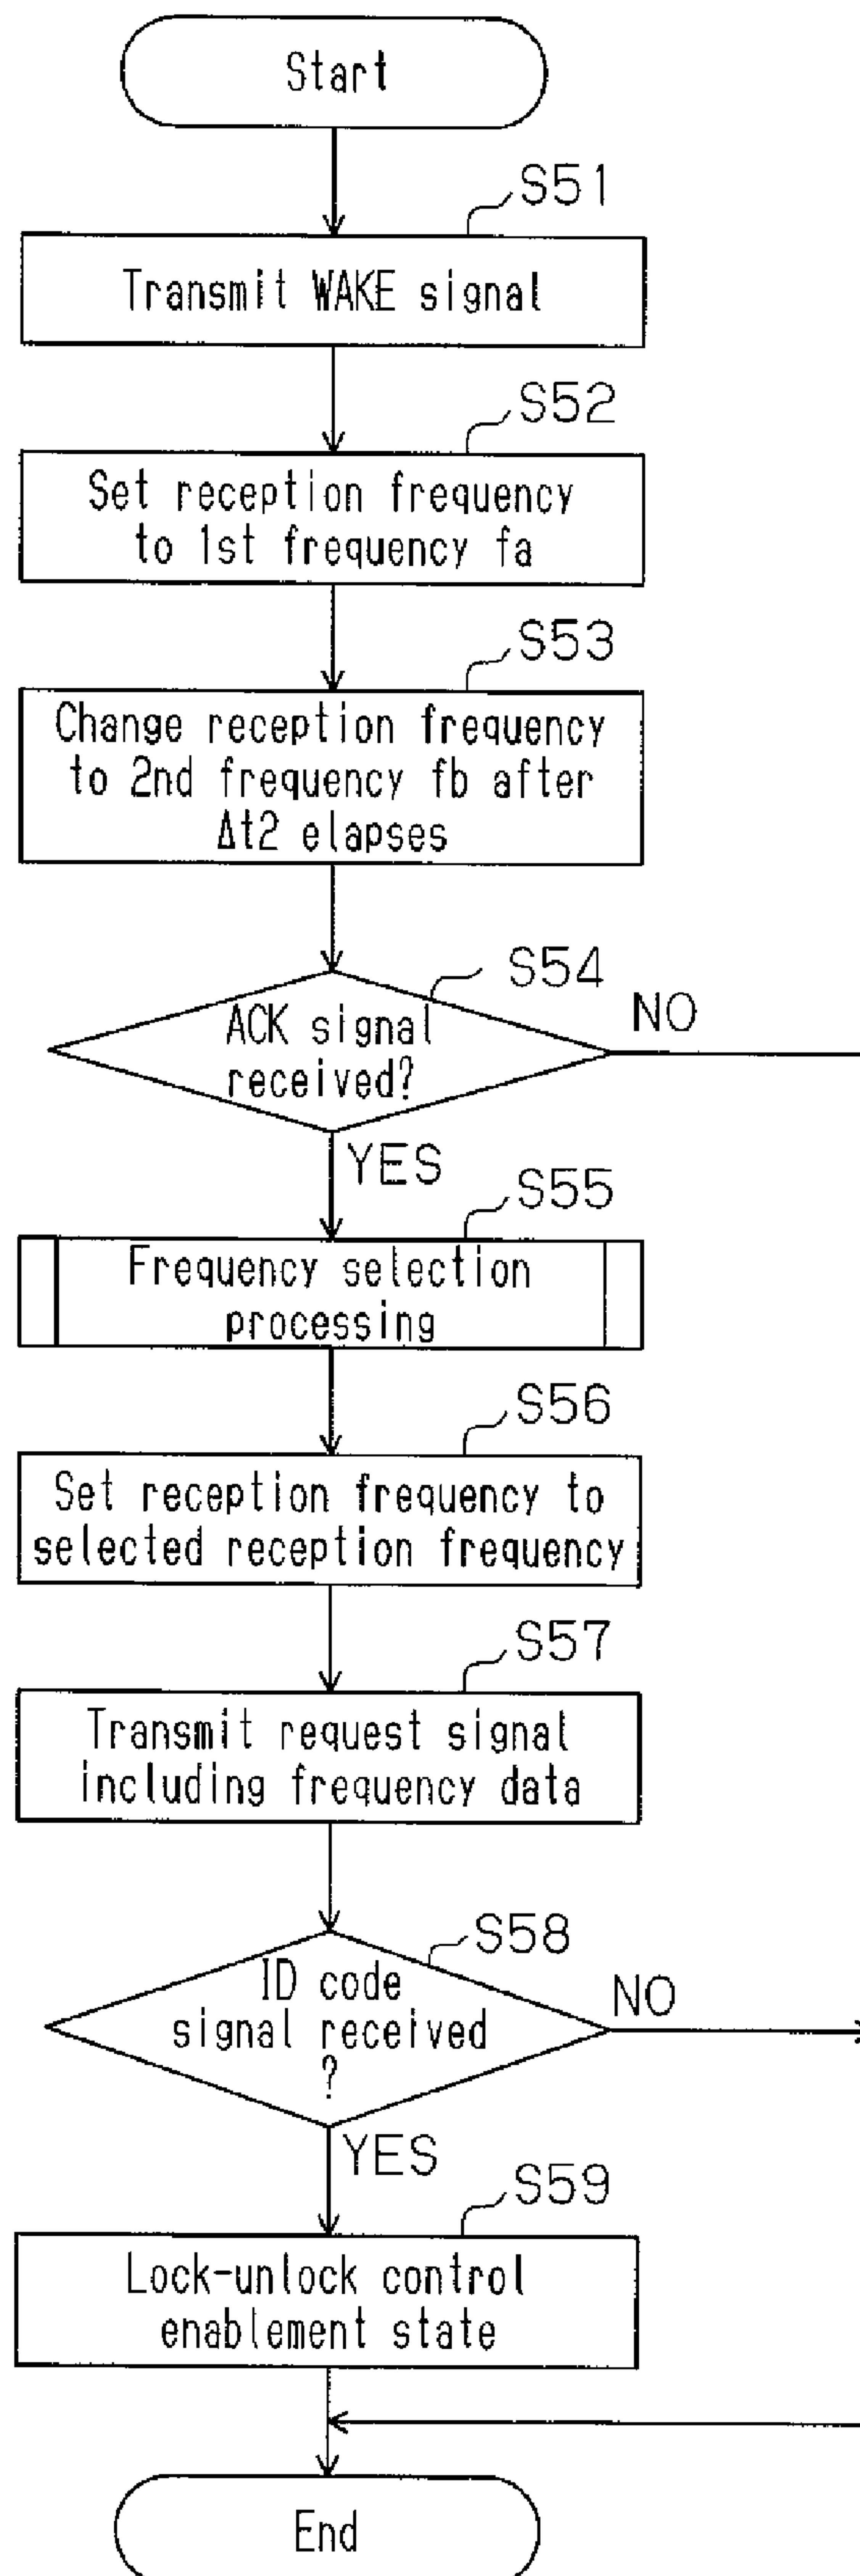 Start
S51
Transmit WAKE signal
S52
Set reception frequency
to 1st frequency fa
S53
Change reception frequency
to 2nd frequency fb after
Δt2 elapses
S54
NO
ACK signal
received?
YES
S55
Frequency selection
processing
S56
Set reception frequency to
selected reception frequency
S57
Transmit request signal
including frequency data
S58
NO
ID code
signal received
?
YES
S59
Lock-unlock control
enablement state
End